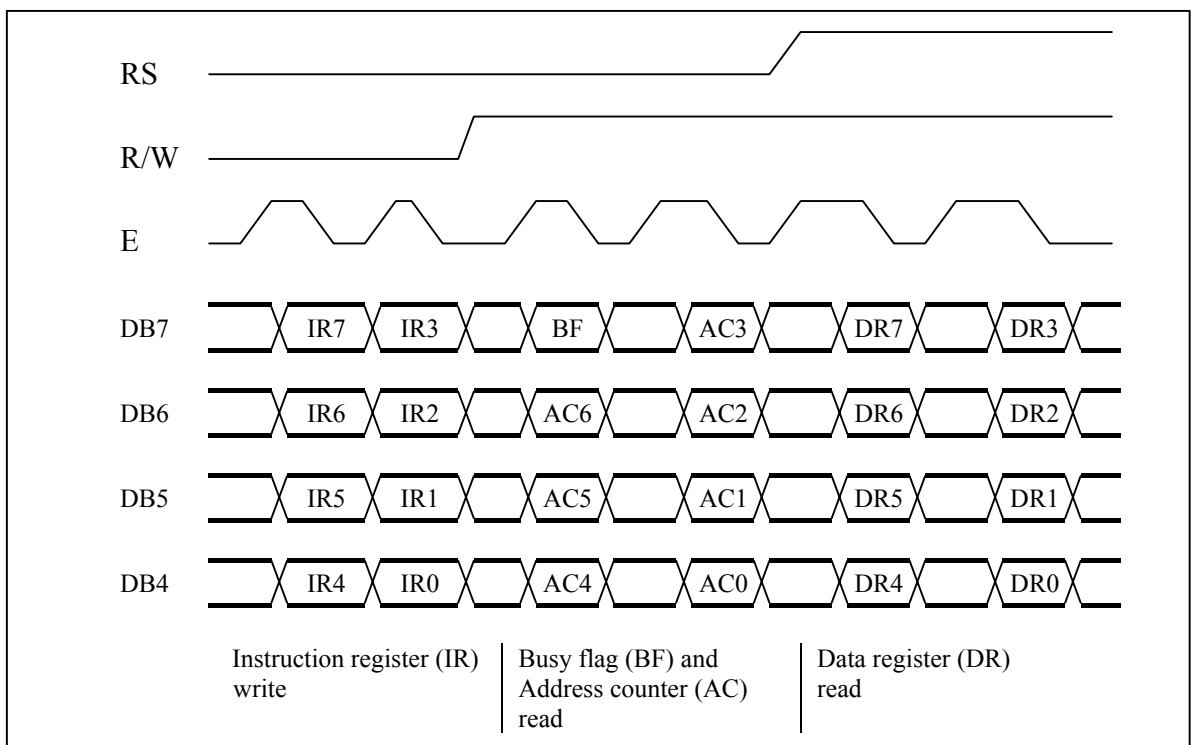 RS
R/W
E
DB7 IR7 IR3 BF AC3 DR7 DR3
DB6 IR6 IR2 AC6 AC2 DR6 DR2
DB5 IR5 IR1 AC5 AC1 DR5 DR1
DB4 IR4 IR0 AC4 AC0 DR4 DR0
Instruction register (IR)
write
Busy flag (BF) and
Address counter (AC)
read
Data register (DR)
read